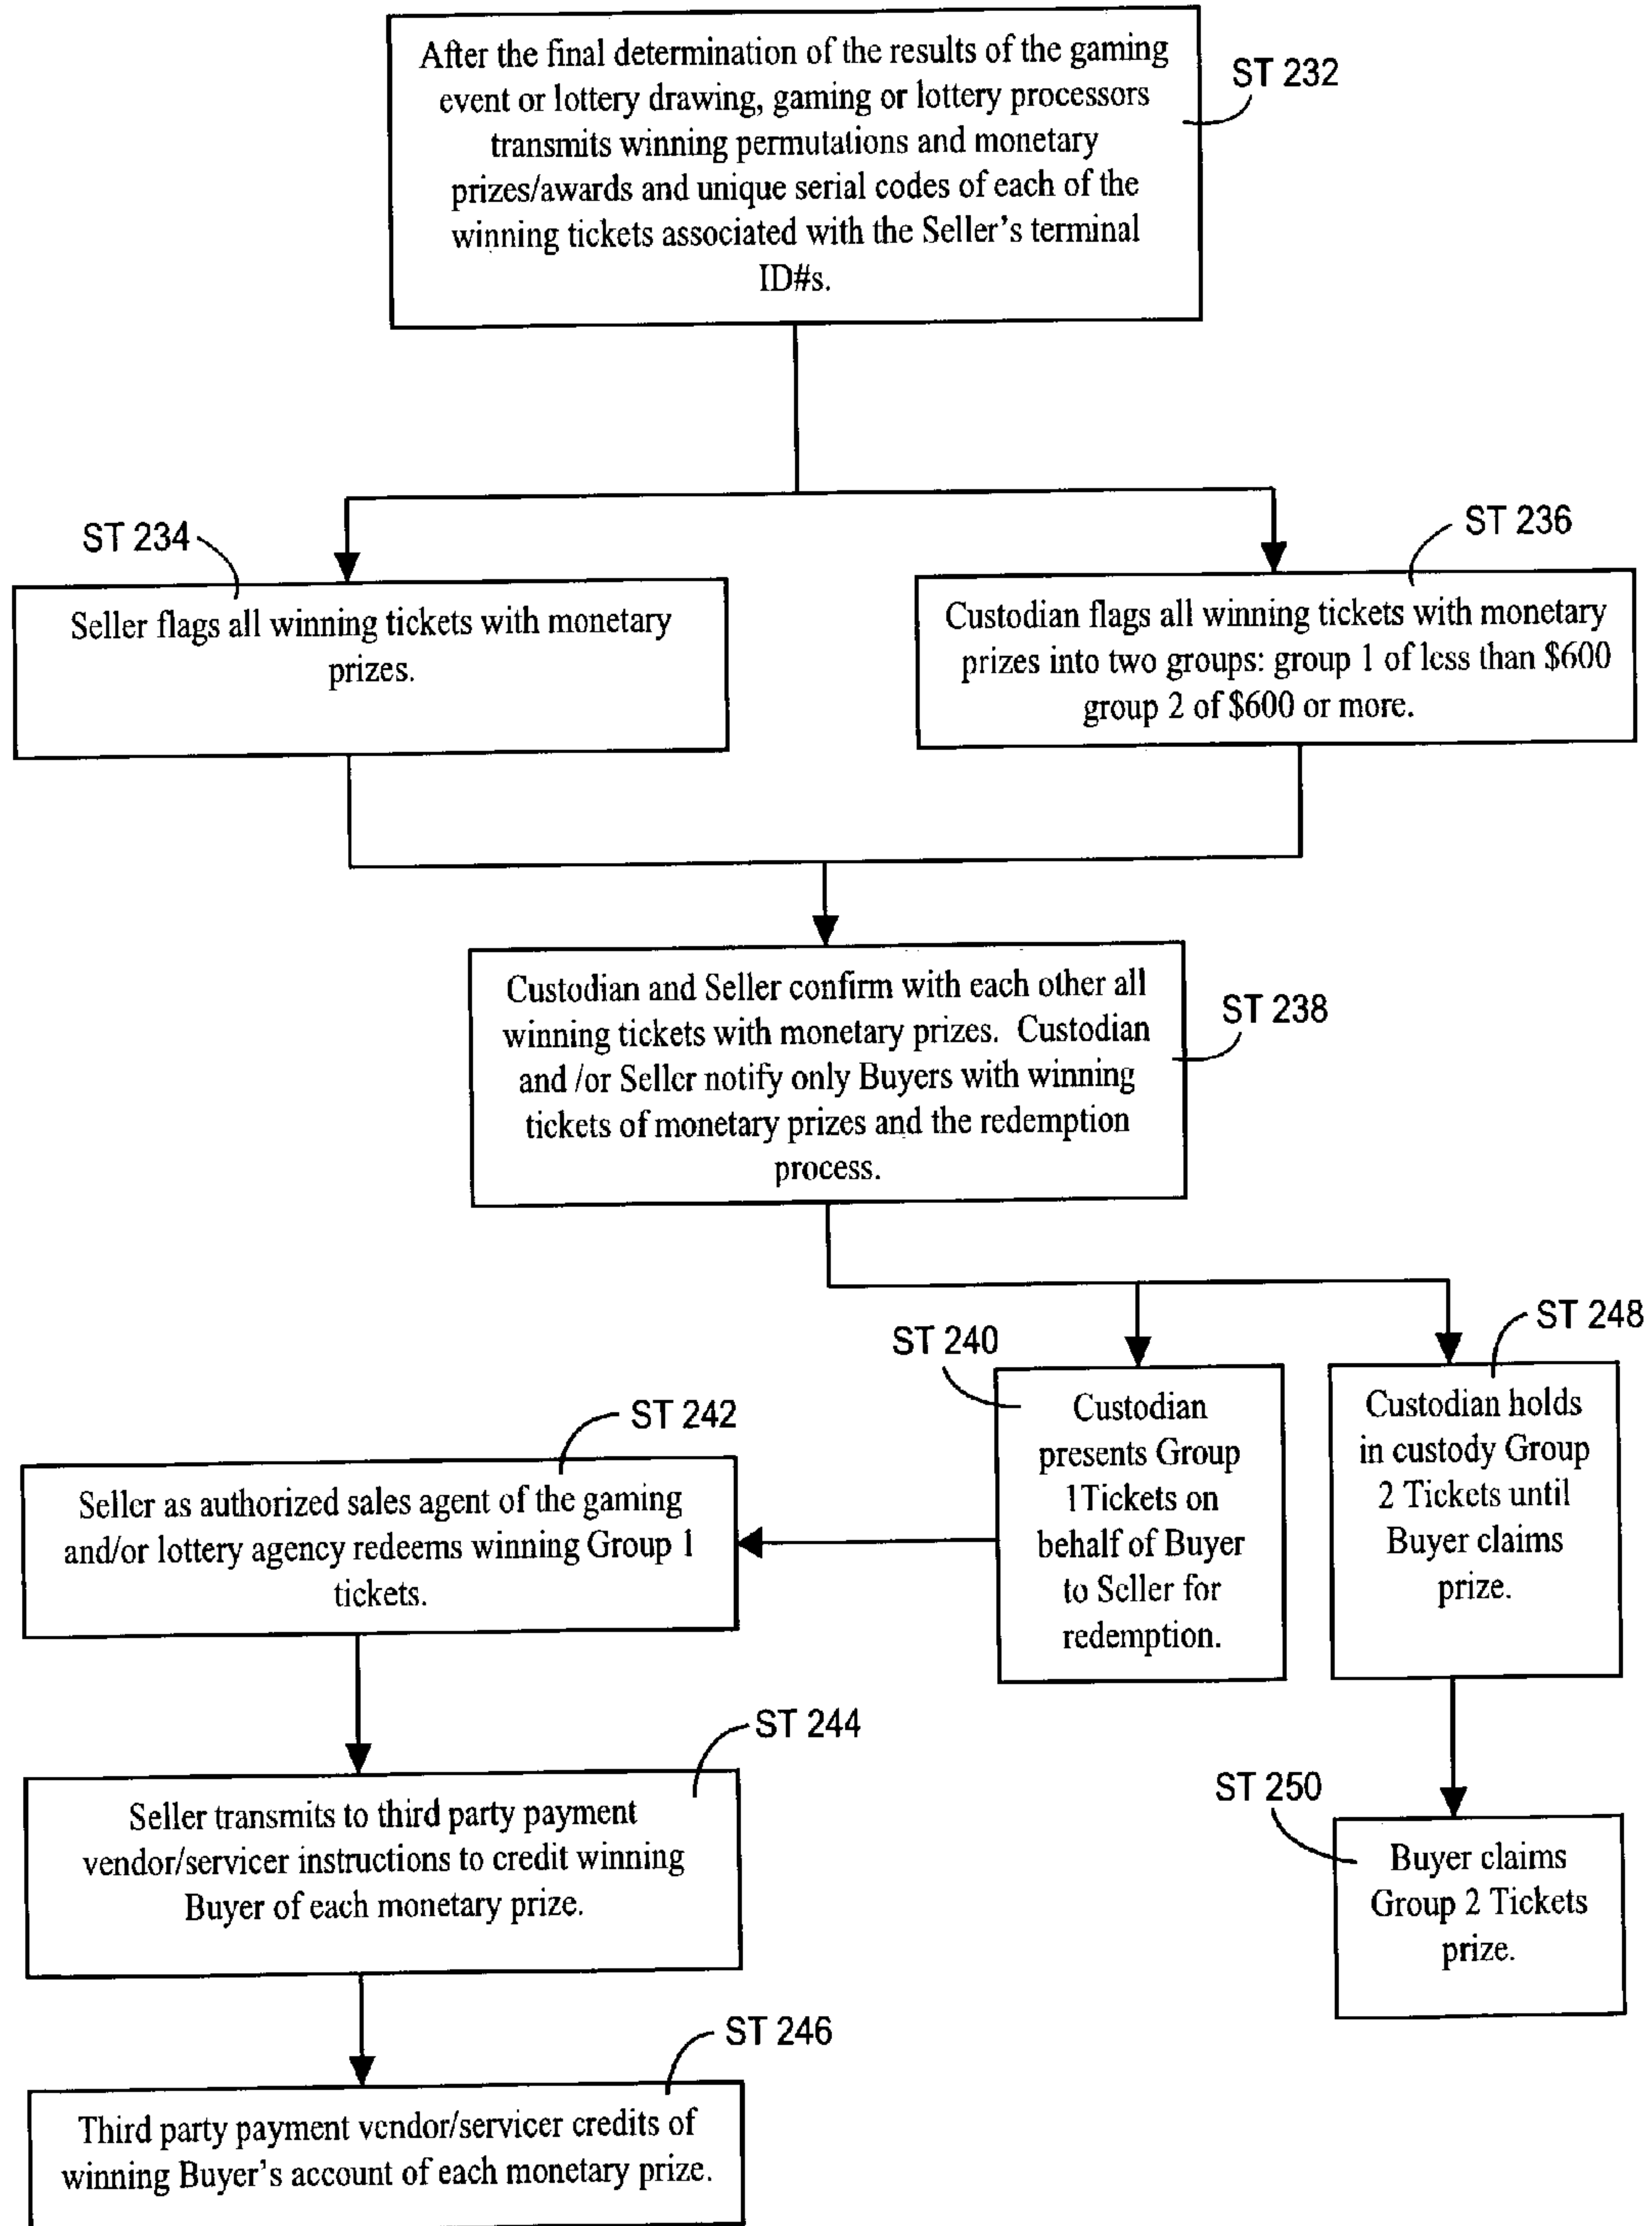 After the final determination of the results of the gaming
event or lottery drawing, gaming or lottery processors
transmits winning permutations and monetary
prizes/awards and unique serial codes of each of the
winning tickets associated with the Seller's terminal
ID#s.
ST 232
ST 234
Seller flags all winning tickets with monetary
prizes.
ST 236
Custodian flags all winning tickets with monetary
prizes into two groups: group 1 of less than $600
group 2 of $600 or more.
Custodian and Seller confirm with each other all
winning tickets with monetary prizes. Custodian
and /or Seller notify only Buyers with winning
tickets of monetary prizes and the redemption
process.
ST 238
ST 240
Custodian
presents Group
1Tickets on
behalf of Buyer
to Seller for
redemption.
ST 248
Custodian holds
in custody Group
2 Tickets until
Buyer claims
prize.
ST 242
Seller as authorized sales agent of the gaming
and/or lottery agency redeems winning Group 1
tickets.
ST 244
Seller transmits to third party payment
vendor/servicer instructions to credit winning
Buyer of each monetary prize.
ST 250
Buyer claims
Group 2 Tickets
prize.
ST 246
Third party payment vendor/servicer credits of
winning Buyer's account of each monetary prize.